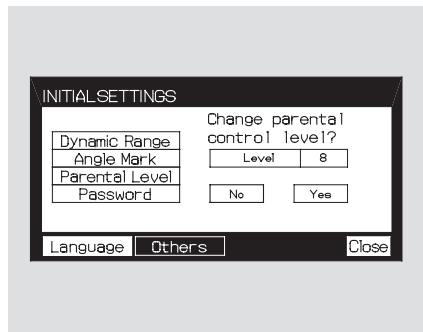 INITIALSETTINGS
Change parental
control level?
Dynamic Range
Angle Mark
Parental Level
Password
Level 8
No Yes
Language Others Close